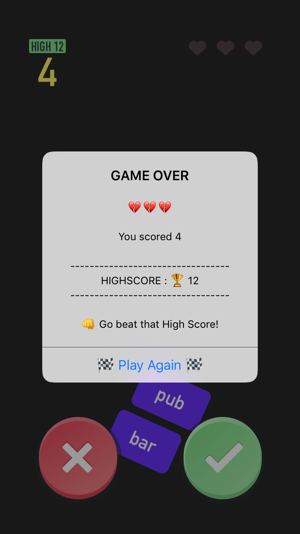 HIGH 12
4
GAME OVER
💔💔💔
You scored 4
---------------------------------
HIGHSCORE : 🏆 12
---------------------------------
👊 Go beat that High Score!
🏁 Play Again 🏁
pub
bar